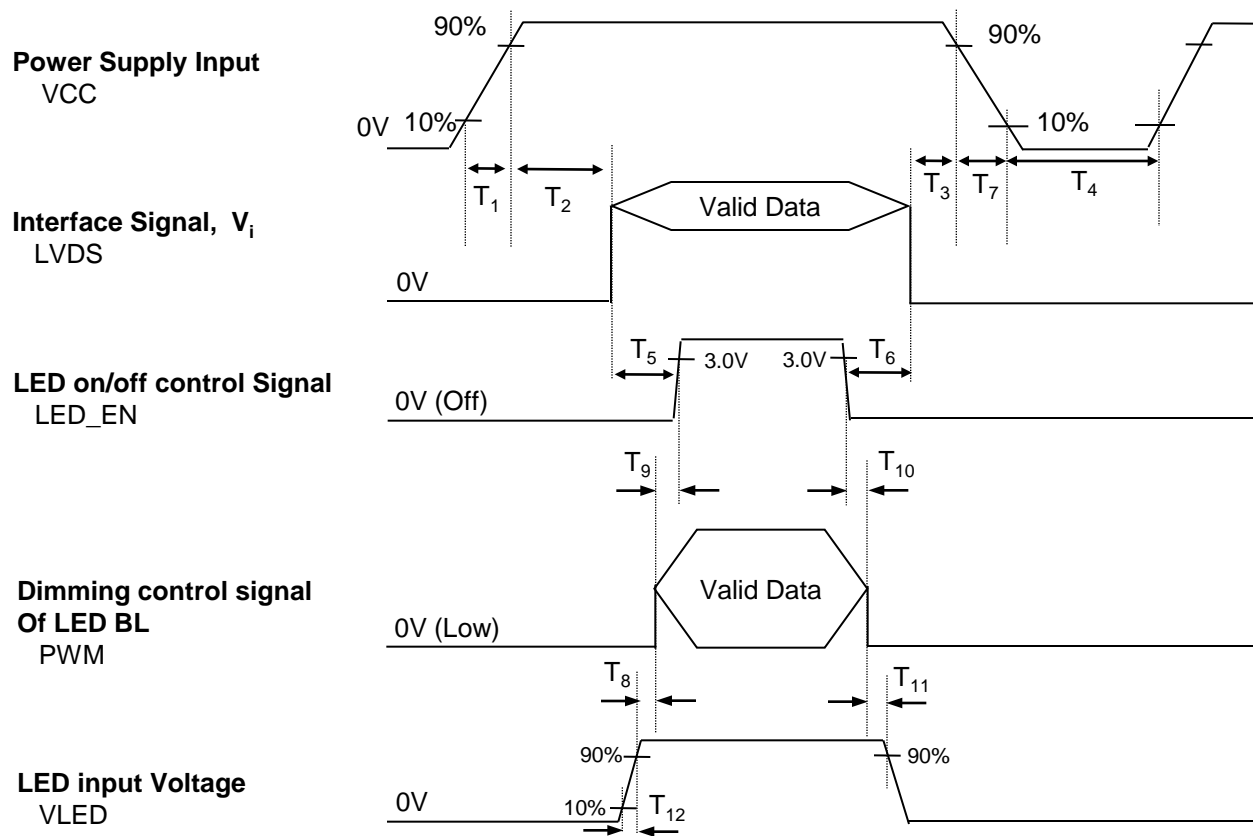 90%
90%
Power Supply Input
VCC
0V
10%
10%
T1
T2
T3
T7
T4
Interface Signal, Vi
LVDS
Valid Data
0V
T5
3.0V
3.0V
T6
LED on/off control Signal
LED_EN
0V (Off)
T9
T10
Dimming control signal
Of LED BL
PWM
Valid Data
0V (Low)
T8
T11
90%
90%
LED input Voltage
VLED
0V
10%
T12